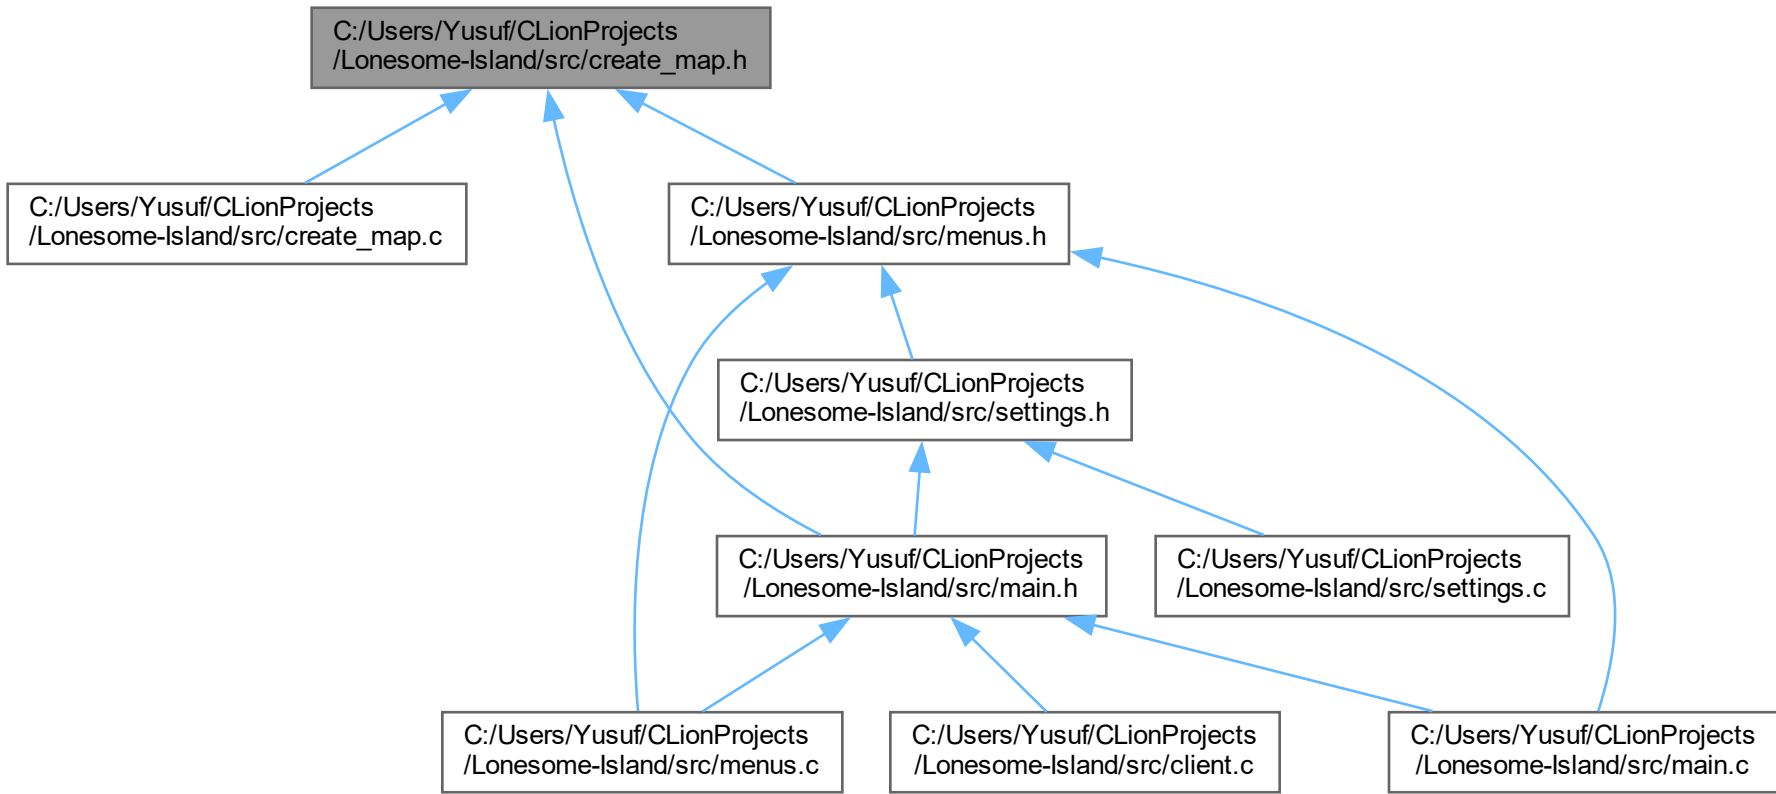 C:/Users/Yusuf/CLionProjects
/Lonesome-Island/src/create_map.h
C:/Users/Yusuf/CLionProjects
/Lonesome-Island/src/create_map.c
C:/Users/Yusuf/CLionProjects
/Lonesome-Island/src/menus.h
C:/Users/Yusuf/CLionProjects
/Lonesome-Island/src/settings.h
C:/Users/Yusuf/CLionProjects
/Lonesome-Island/src/main.h
C:/Users/Yusuf/CLionProjects
/Lonesome-Island/src/settings.c
C:/Users/Yusuf/CLionProjects
/Lonesome-Island/src/menus.c
C:/Users/Yusuf/CLionProjects
/Lonesome-Island/src/client.c
C:/Users/Yusuf/CLionProjects
/Lonesome-Island/src/main.c